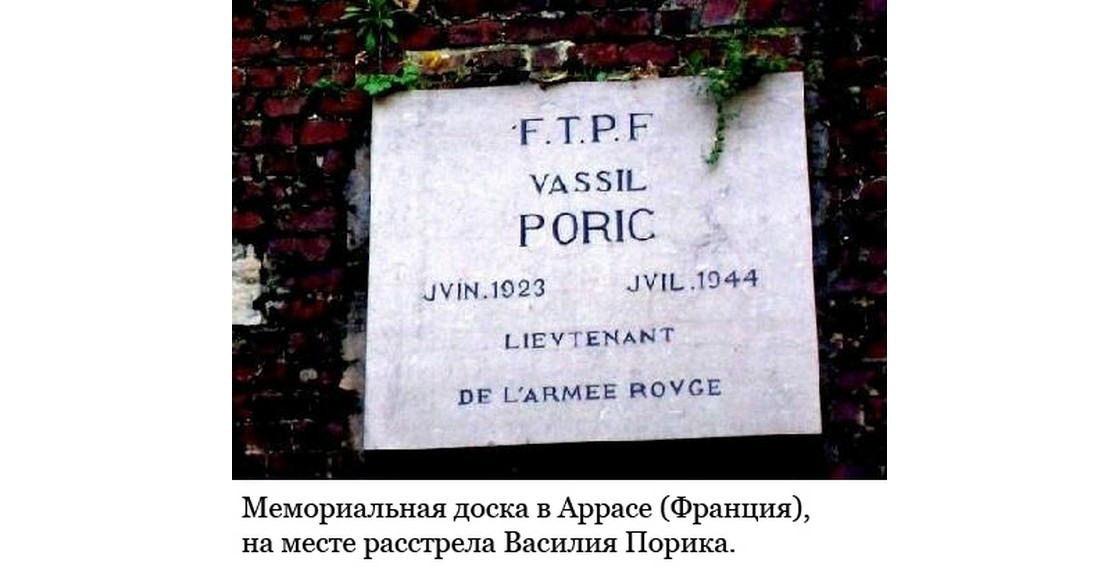 F.T.P.F
VASSIL
PORIC
JVIN.1923 JVIL.1944
LIEVTENANT
DE L'ARMEE ROVGE
Мемориальная доска в Аррасе (Франция),
на месте расстрела Василия Порика.